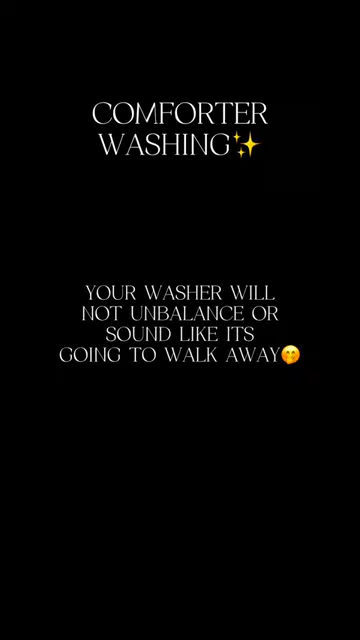 COMFORTER
WASHING✨
YOUR WASHER WILL
NOT UNBALANCE OR
SOUND LIKE ITS
GOING TO WALK AWAY🤭